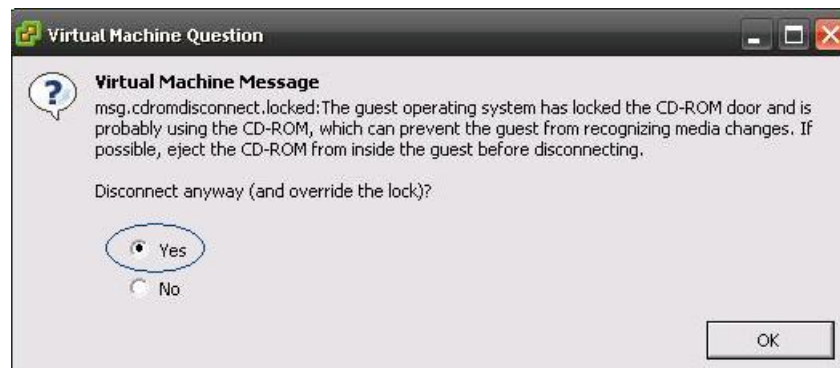 Virtual Machine Question
Virtual Machine Message
msg.cdromdisconnect.locked:The guest operating system has locked the CD-ROM door and is
probably using the CD-ROM, which can prevent the guest from recognizing media changes. If
possible, eject the CD-ROM from inside the guest before disconnecting.
Disconnect anyway (and override the lock)?
Yes
No
OK